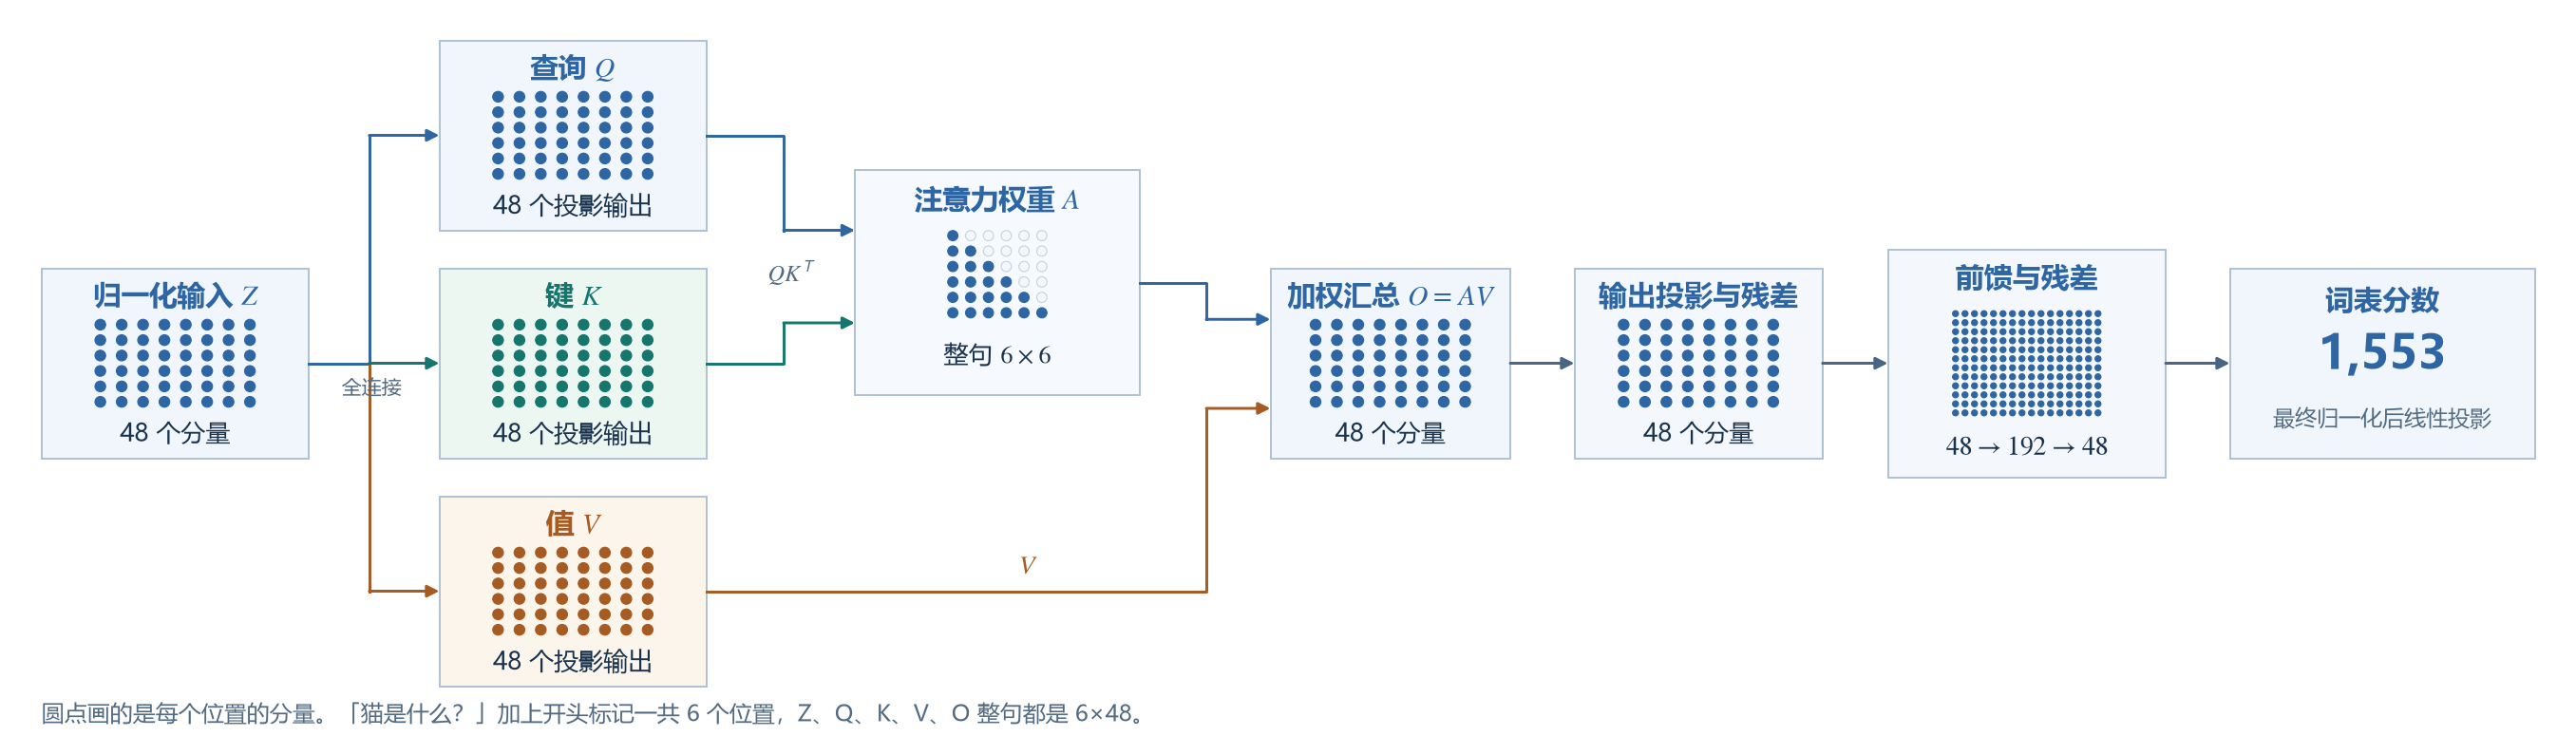 查询 Q
48 个投影输出
归一化输入 Z
48 个分量
全连接
键 K
48 个投影输出
值 V
48 个投影输出
QK^T
注意力权重 A
整句 6 × 6
V
加权汇总 O = AV
48 个分量
输出投影与残差
48 个分量
前馈与残差
48 → 192 → 48
词表分数
1,553
最终归一化后线性投影
圆点画的是每个位置的分量。「猫是什么？」加上开头标记一共 6 个位置，Z、Q、K、V、O 整句都是 6×48。